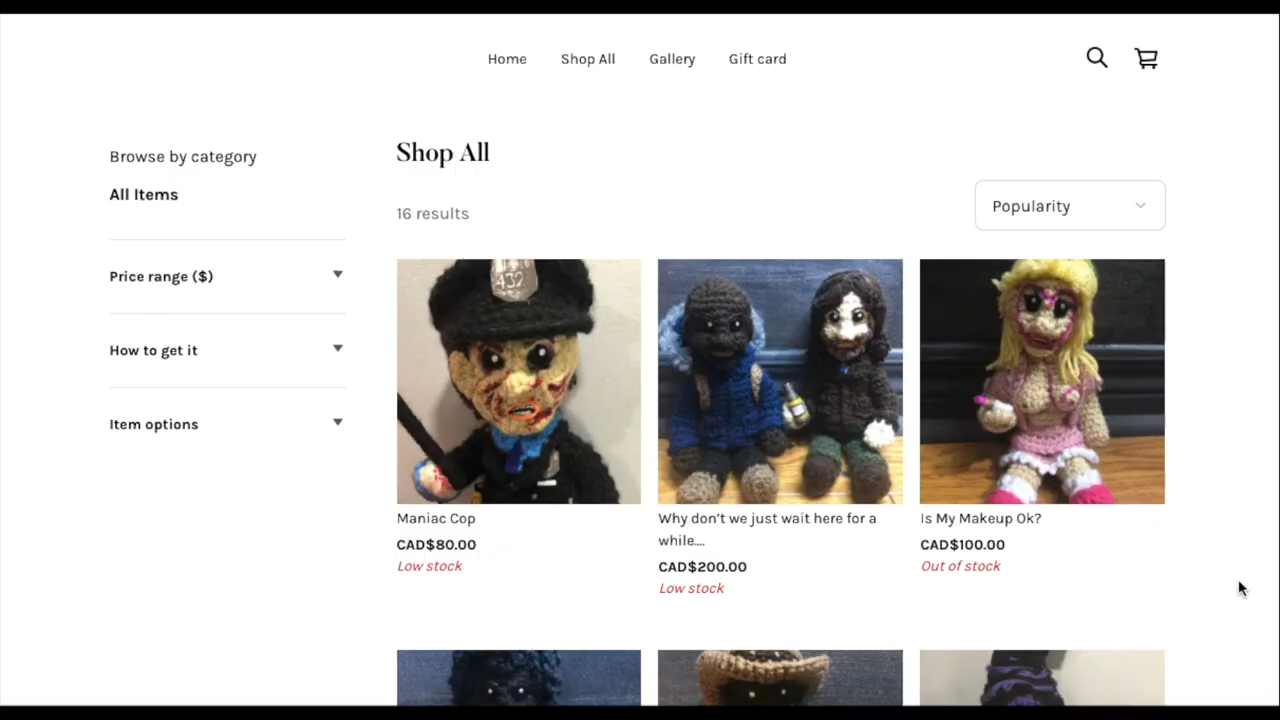 Home Shop All Gallery Gift card
Browse by category
All Items
Price range ($)
How to get it
Item options
Shop All
16 results
Popularity
432
Maniac Cop
CAD$80.00
Low stock
Why don't we just wait here for a
while....
CAD$200.00
Low stock
Is My Makeup Ok?
CAD$100.00
Out of stock